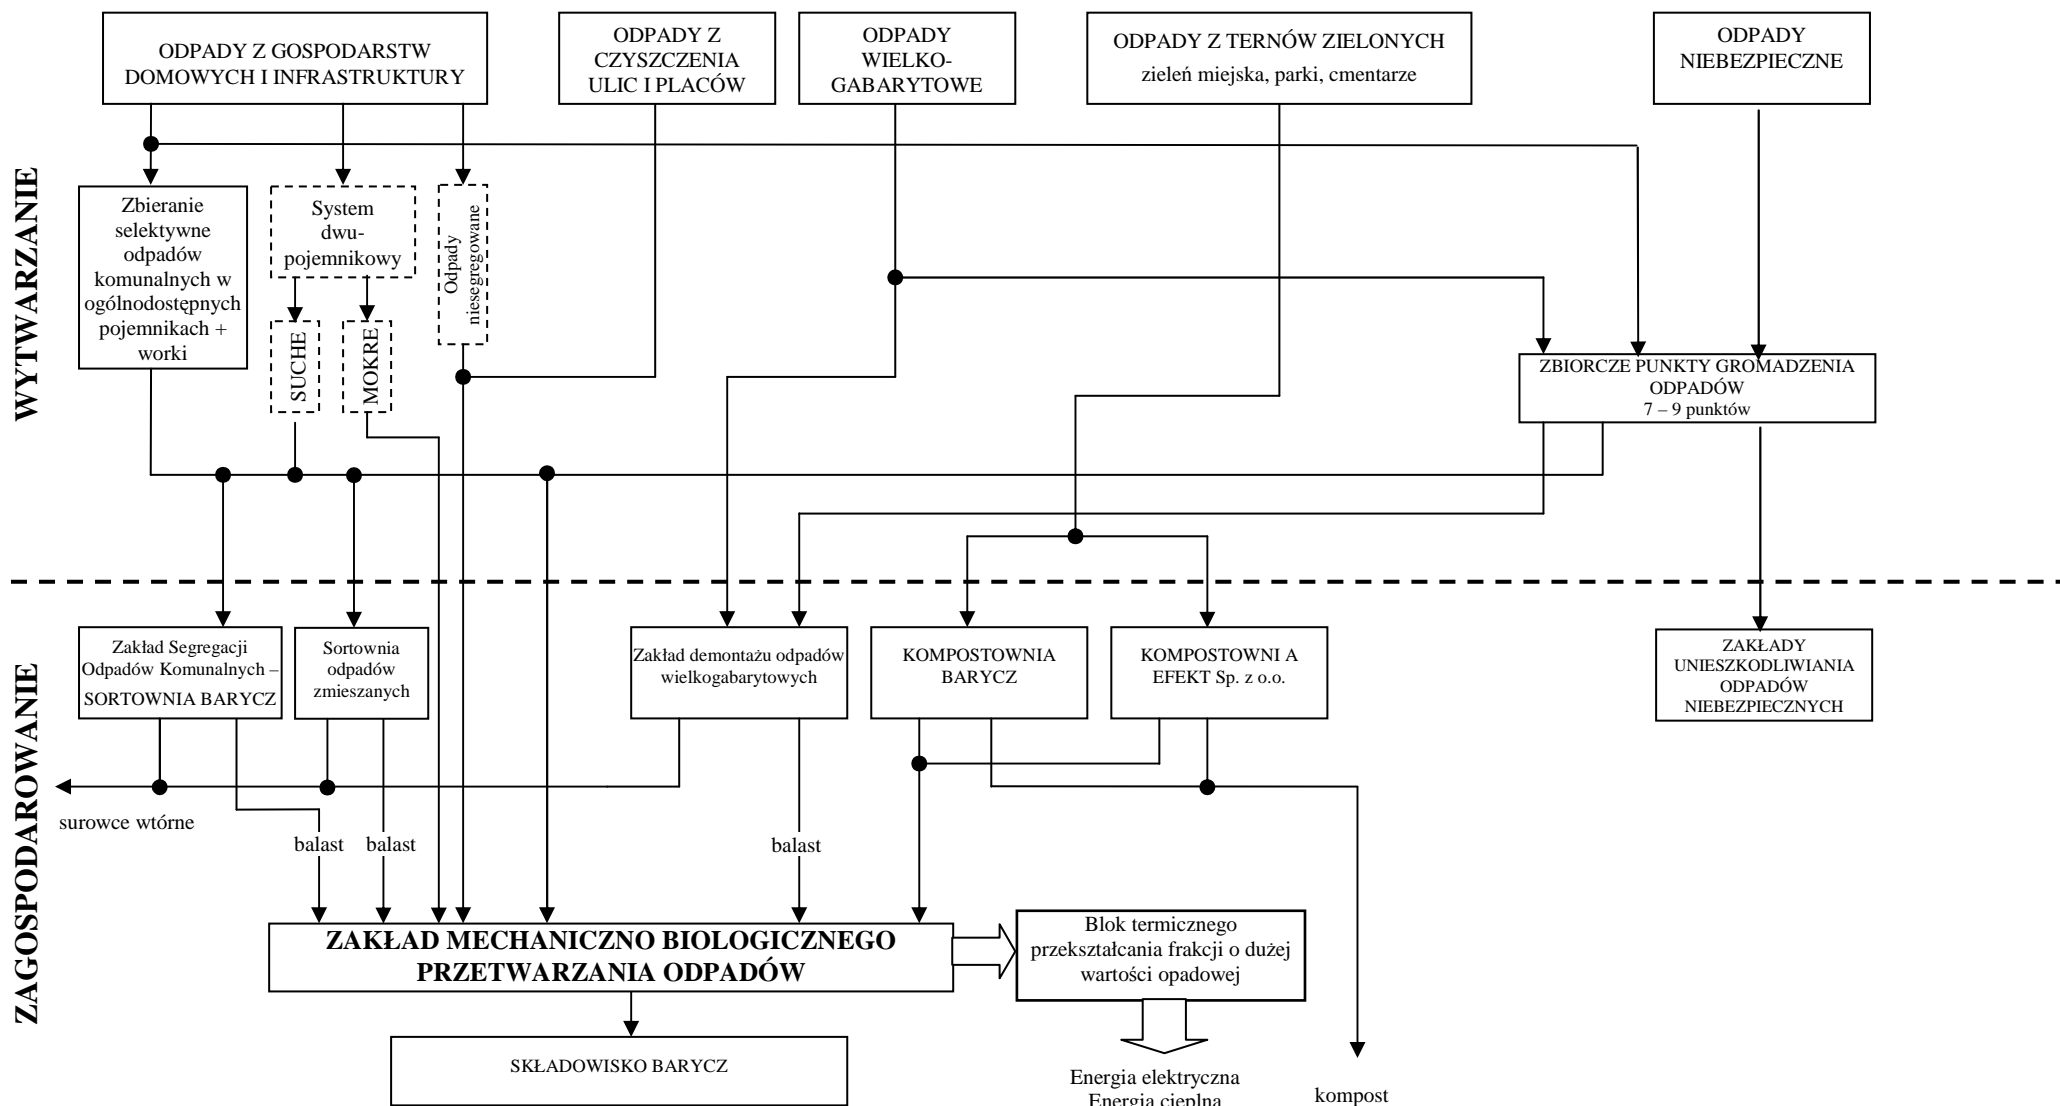 ODPADY Z GOSPODARSTW
DOMOWYCH I INFRASTRUKTURY
ODPADY Z
CZYSZCZENIA
ULIC I PLACÓW
ODPADY
WIELKO-
GABARYTOWE
ODPADY Z TERNÓW ZIELONYCH
zieleń miejska, parki, cmentarze
ODPADY
NIEBEZPIECZNE
WYTWARZANIE
Zbieranie
selektywne
odpadów
komunalnych w
ogólnodostępnych
pojemnikach +
worki
System
dwu-
pojemnikowy
Odpady
niesegregowane
SUCHE
MOKRE
ZBIORCZE PUNKTY GROMADZENIA
ODPADÓW
7 – 9 punktów
ZAGOSPODAROWANIE
Zakład Segregacji
Odpadów Komunalnych –
SORTOWNIA BARYCZ
Sortownia
odpadów
zmieszanych
Zakład demontażu odpadów
wielkogabarytowych
KOMPOSTOWNIA
BARYCZ
KOMPOSTOWNI A
EFEKT Sp. z o.o.
ZAKŁADY
UNIESZKODLIWIANIA
ODPADÓW
NIEBEZPIECZNYCH
surowce wtórne
balast
balast
balast
ZAKŁAD MECHANICZNO BIOLOGICZNEGO
PRZETWARZANIA ODPADÓW
Blok termicznego
przekształcania frakcji o dużej
wartości opadowej
SKŁADOWISKO BARYCZ
Energia elektryczna
Energia cieplna
kompost